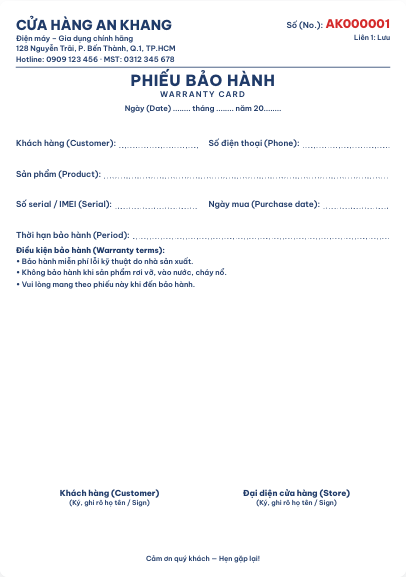 CỬA HÀNG AN KHANG
Điện máy – Gia dụng chính hãng
128 Nguyễn Trãi, P. Bến Thành, Q.1, TP.HCM
Hotline: 0909 123 456 · MST: 0312 345 678
Số (No.): AK000001
Liên 1: Lưu
PHIẾU BẢO HÀNH
WARRANTY CARD
Ngày (Date) ........ tháng ........ năm 20........
Khách hàng (Customer): Số điện thoại (Phone):
Sản phẩm (Product):
Số serial / IMEI (Serial): Ngày mua (Purchase date):
Thời hạn bảo hành (Period):
Điều kiện bảo hành (Warranty terms):
• Bảo hành miễn phí lỗi kỹ thuật do nhà sản xuất.
• Không bảo hành khi sản phẩm rơi vỡ, vào nước, cháy nổ.
• Vui lòng mang theo phiếu này khi đến bảo hành.
Khách hàng (Customer) Đại diện cửa hàng (Store)
(Ký, ghi rõ họ tên / Sign) (Ký, ghi rõ họ tên / Sign)
Cảm ơn quý khách — Hẹn gặp lại!